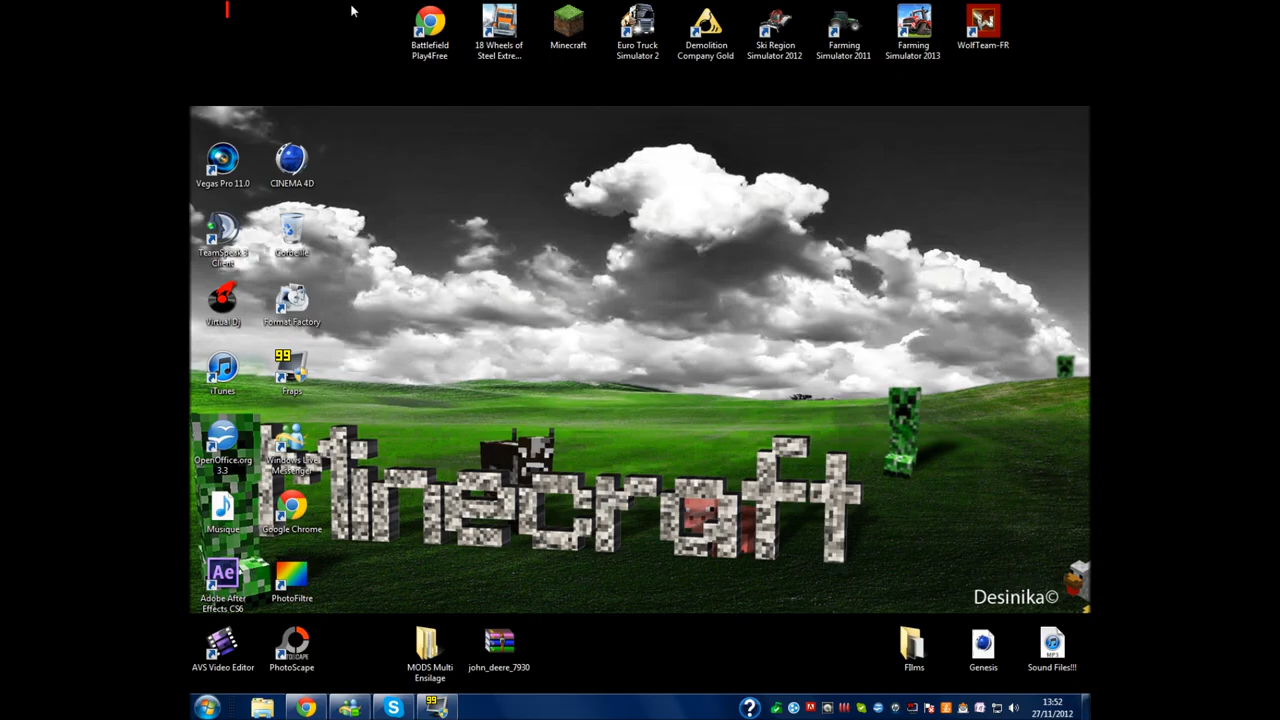 Battlefield Play4Free
18 Wheels of Steel Extre...
Minecraft
Euro Truck Simulator 2
Demolition Company Gold
Ski Region Simulator 2012
Farming Simulator 2011
Farming Simulator 2013
WolfTeam-FR
Vegas Pro 11.0
CINEMA 4D
TeamSpeak 3 Client
Corbeille
Virtual Dj
Format Factory
99
iTunes
Fraps
OpenOffice.org 3.3
Windows Live Messenger
Minecraft
Musique
Google Chrome
Ae
Adobe After Effects CS6
PhotoFiltre
Desinika©
AVS Video Editor
PhotoScape
MODS Multi Ensilage
john_deere_7930
FIlms
Genesis
MP3
Sound Files!!!
99
13:52
27/11/2012